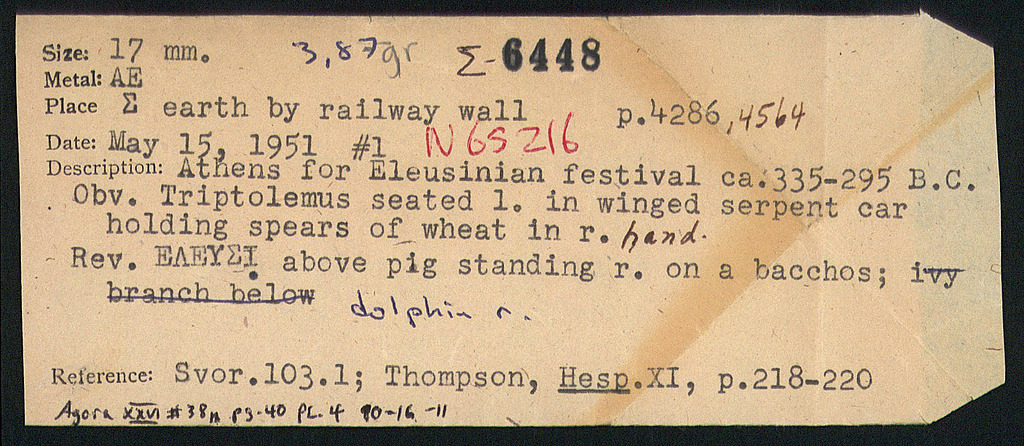 Size: 17 mm. 3,87gr Σ-6448
Metal: AE
Place Σ earth by railway wall p.4286, 4564
Date: May 15, 1951 #1 N65216
Description: Athens for Eleusinian festival ca.335-295 B.C.
Obv. Triptolemus seated l. in winged serpent car
holding spears of wheat in r. hand.
Rev. ΕΛΕΥΣΙ above pig standing r. on a bacchos; ivy
branch below dolphin r.
Reference: Svor.103.1; Thompson, Hesp.XI, p.218-220
Agora XXVI #38 pg-40 PL.4 -16 -11